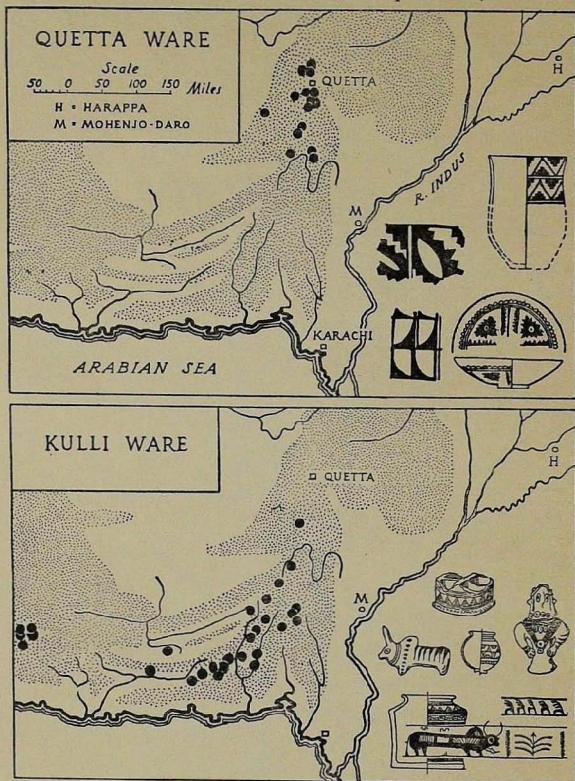 QUETTA WARE
Scale
50 0 50 100 150 Miles
H = HARAPPA
M = MOHENJO-DARO
QUETTA
H
R. INDUS
M
KARACHI
ARABIAN SEA
KULLI WARE
QUETTA
H
M